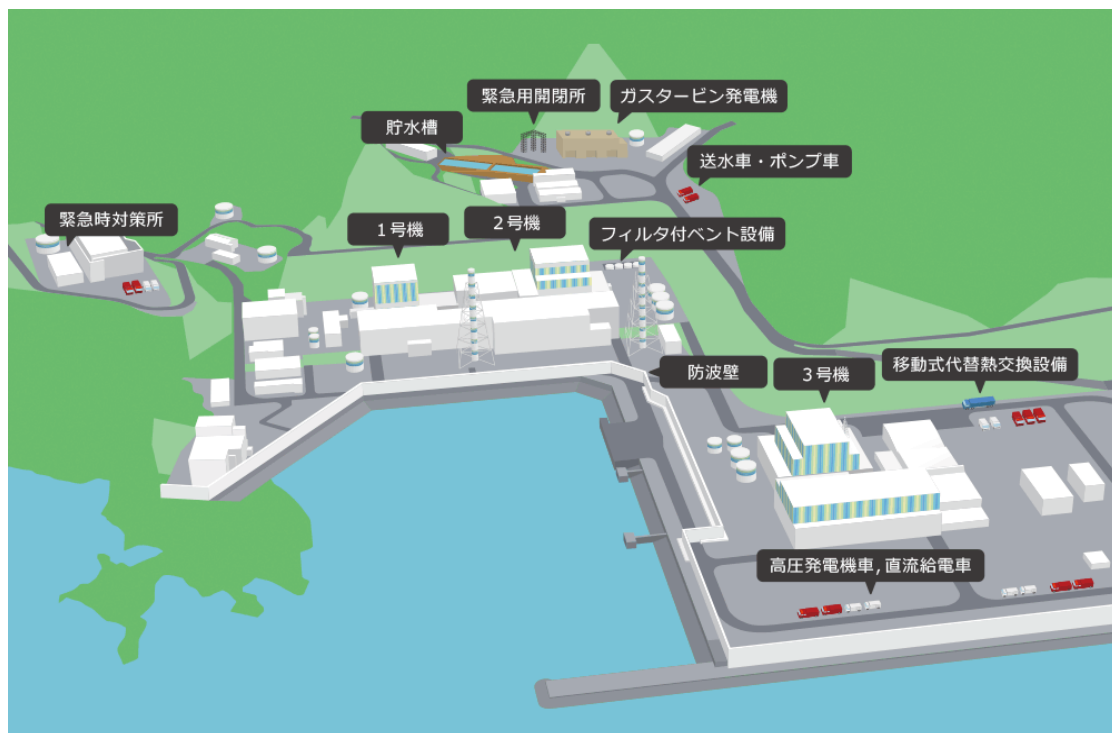 緊急用開閉所
ガスタービン発電機
貯水槽
送水車・ポンプ車
緊急時対策所
1号機
2号機
フィルタ付ベント設備
防波壁
3号機
移動式代替熱交換設備
高圧発電機車,直流給電車